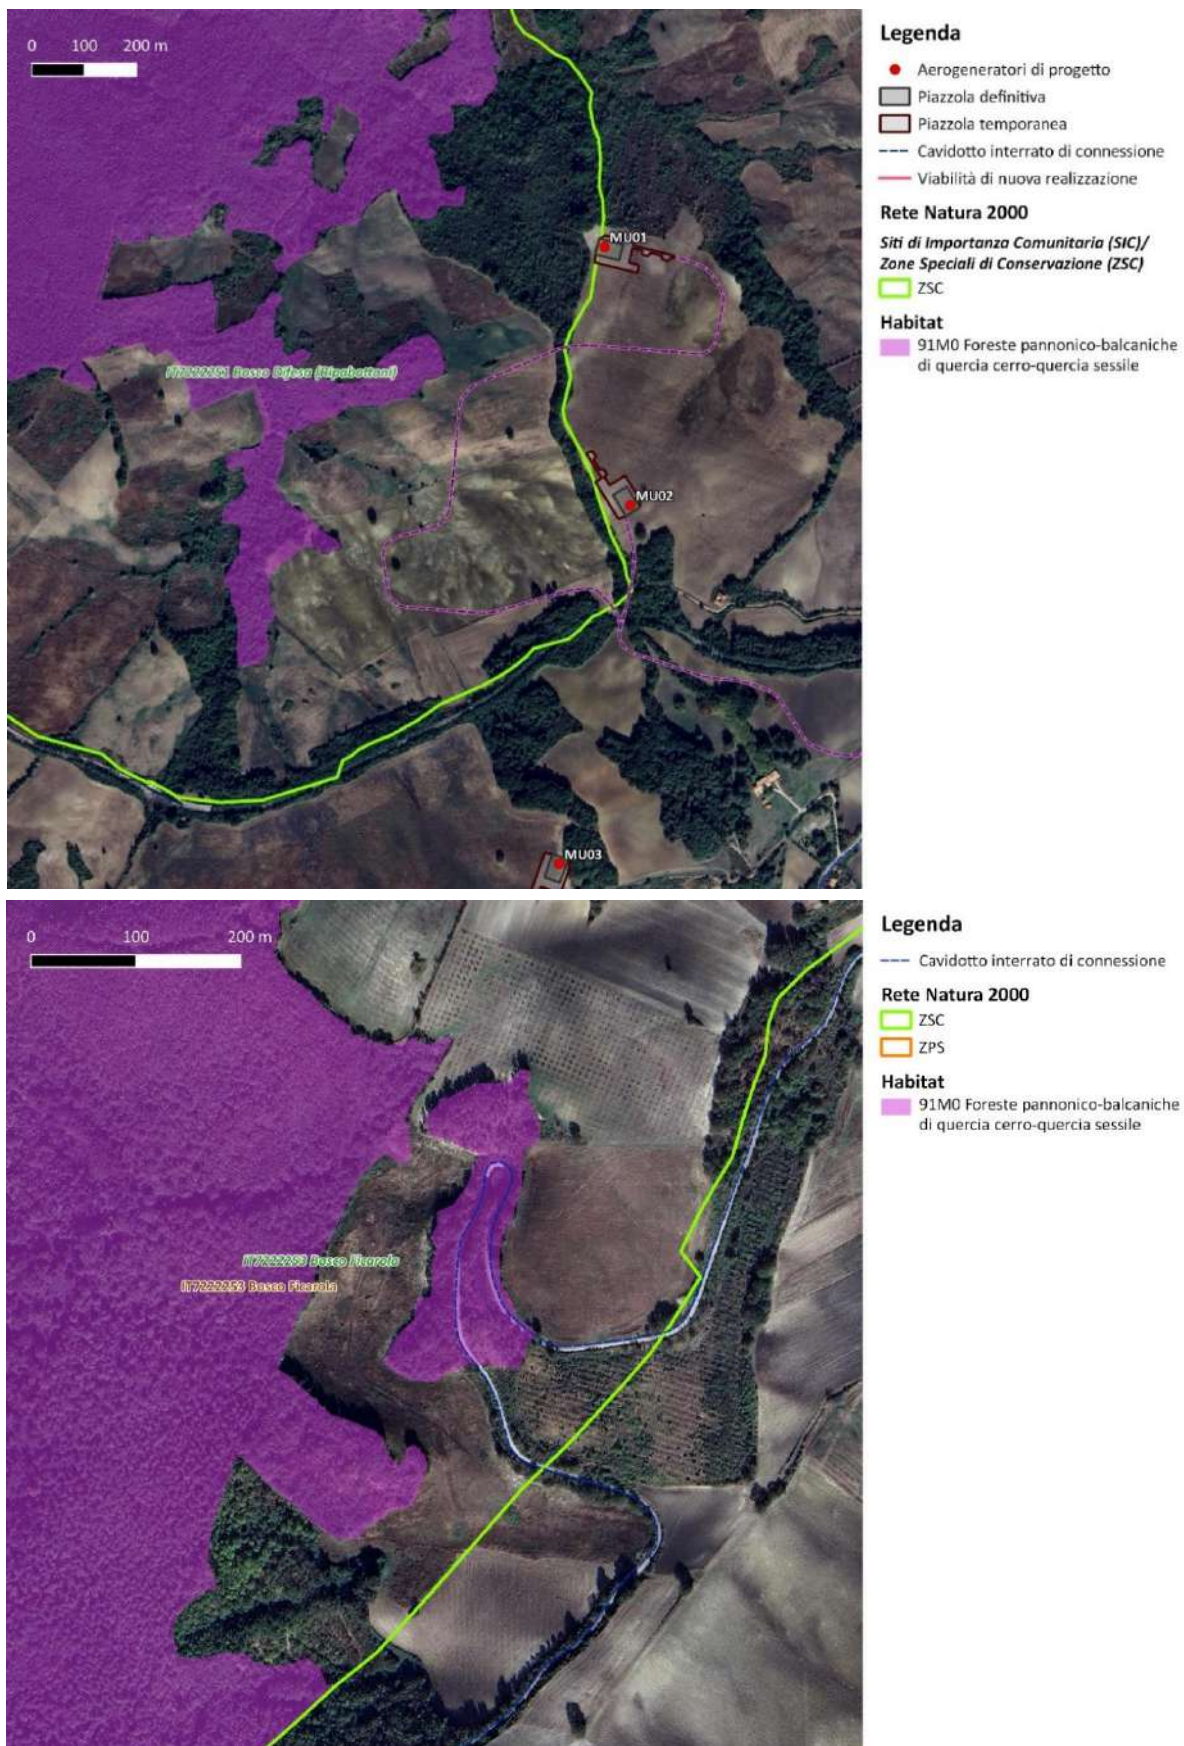 0 100 200 m
MU01
IT7222251 Bosco Difesa (Ripabottoni)
MU02
MU03
Legenda
Aerogeneratori di progetto
Piazzola definitiva
Piazzola temporanea
Cavidotto interrato di connessione
Viabilità di nuova realizzazione
Rete Natura 2000
Siti di Importanza Comunitaria (SIC)/
Zone Speciali di Conservazione (ZSC)
ZSC
Habitat
91M0 Foreste pannonico-balcaniche
di quercia cerro-quercia sessile
0 100 200 m
IT7222253 Bosco Ficarola
IT7222253 Bosco Ficarola
Legenda
Cavidotto interrato di connessione
Rete Natura 2000
ZSC
ZPS
Habitat
91M0 Foreste pannonico-balcaniche
di quercia cerro-quercia sessile